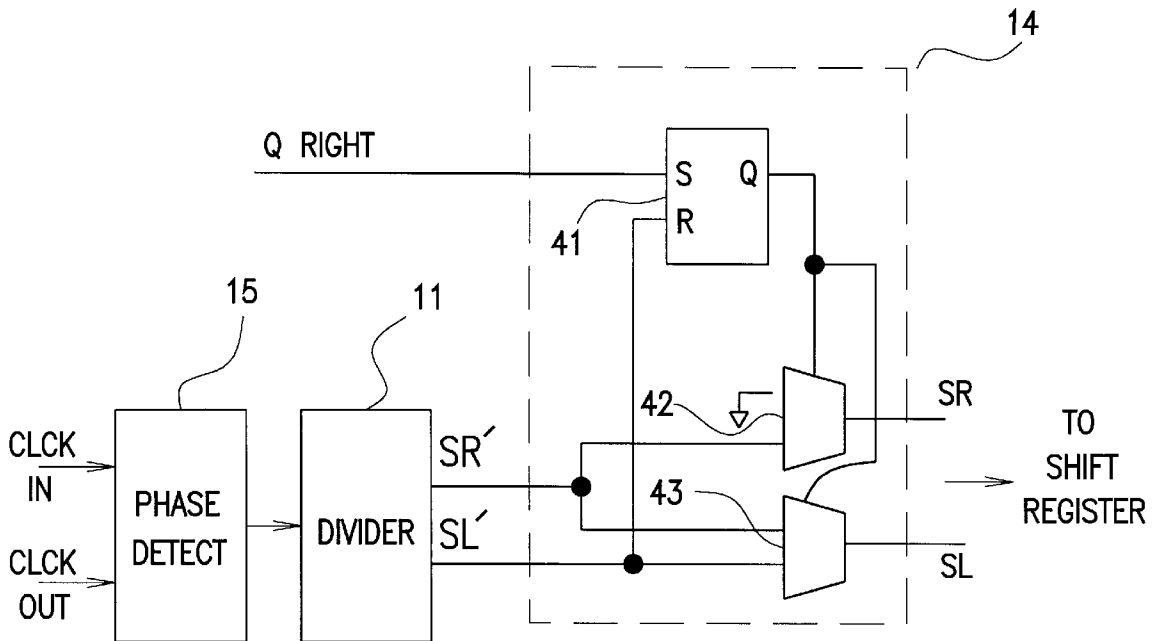 14
Q RIGHT
S Q
R
41
15
11
42
SR
CLCK
IN
PHASE
DETECT
CLCK
OUT
DIVIDER
SR′
SL′
43
SL
TO
SHIFT
REGISTER